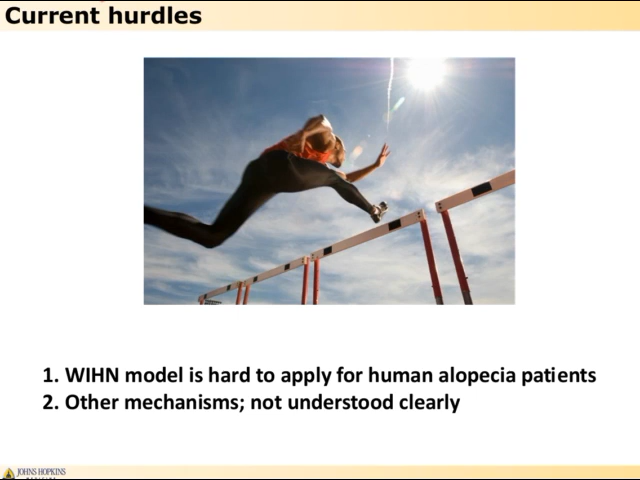 Current hurdles
1. WIHN model is hard to apply for human alopecia patients
2. Other mechanisms; not understood clearly
JOHNS HOPKINS